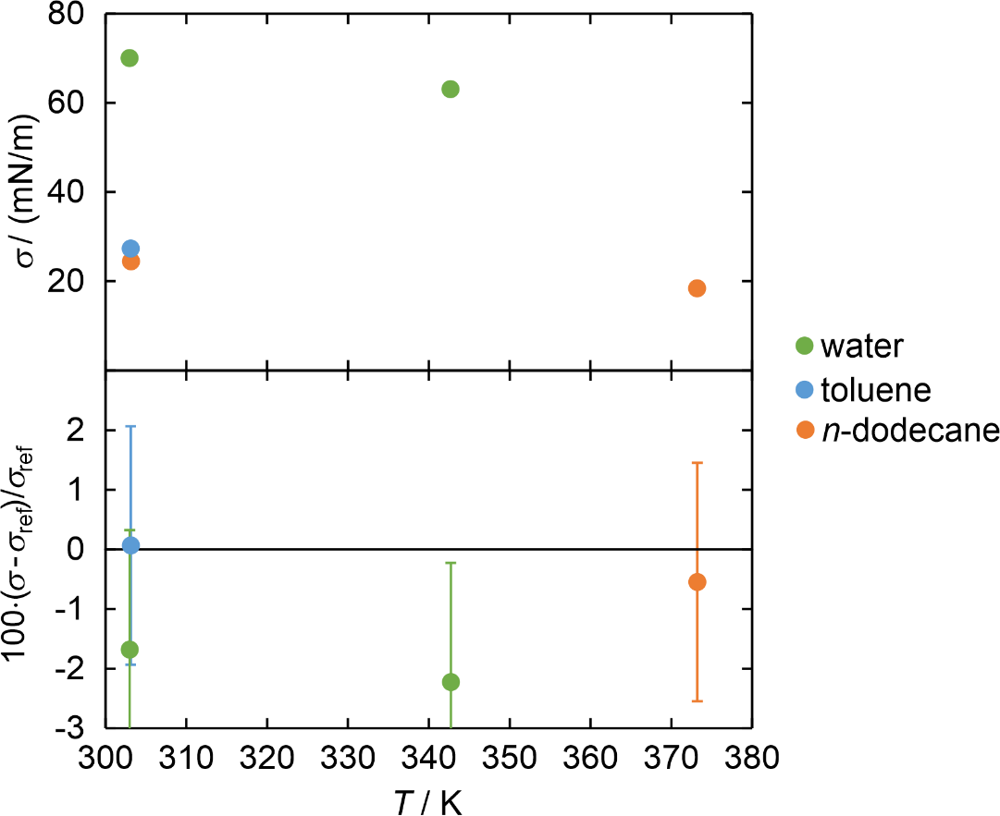 80
60
40
20
σ / (mN/m)
water
toluene
n-dodecane
2
1
0
-1
-2
-3
100·(σ-σref)/σref
300 310 320 330 340 350 360 370 380
T / K